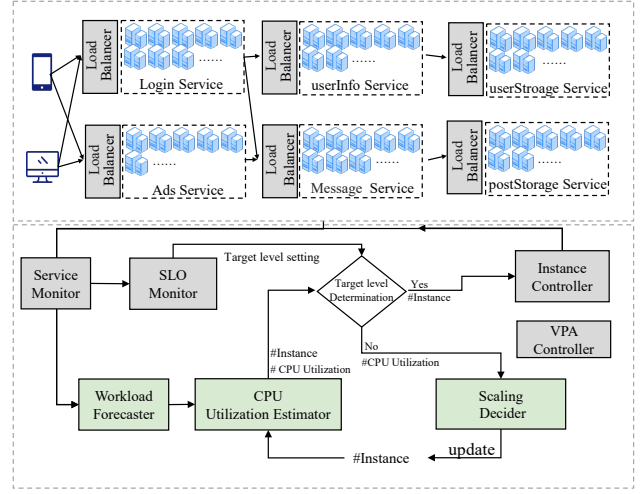 Load
Balancer
......
Login Service
Load
Balancer
......
userInfo Service
Load
Balancer
......
userStroage Service
Load
Balancer
......
Ads Service
Load
Balancer
......
Message Service
Load
Balancer
......
postStorage Service
Service
Monitor
SLO
Monitor
Target level setting
Target level
Determination
Yes
#Instance
Instance
Controller
VPA
Controller
#Instance
# CPU Utilization
No
#CPU Utilization
Workload
Forecaster
CPU
Utilization Estimator
Scaling
Decider
#Instance
update